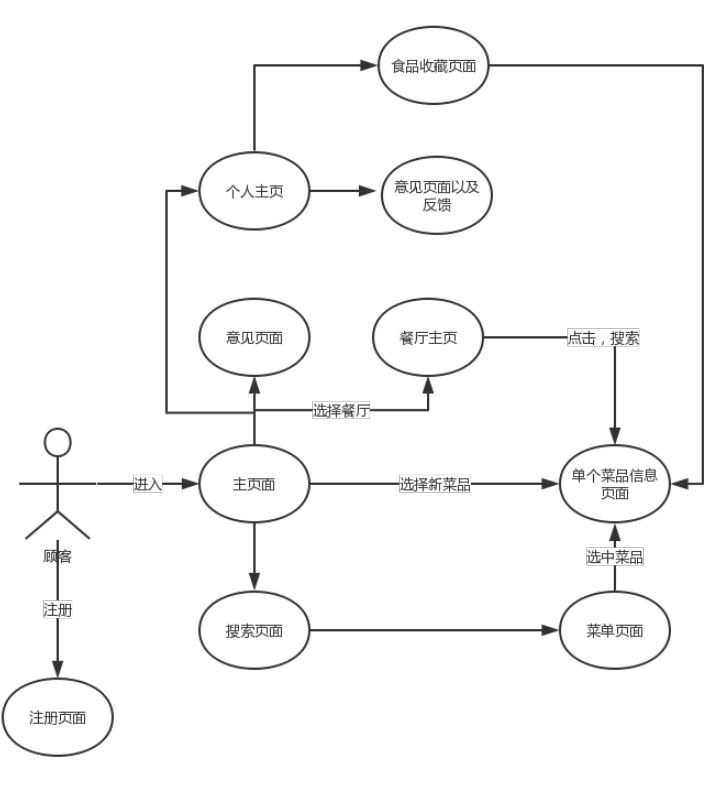 食品收藏页面
个人主页
意见页面以及
反馈
意见页面
餐厅主页
点击，搜索
选择餐厅
进入
主页面
选择新菜品
单个菜品信息
页面
顾客
选中菜品
注册
搜索页面
菜单页面
注册页面